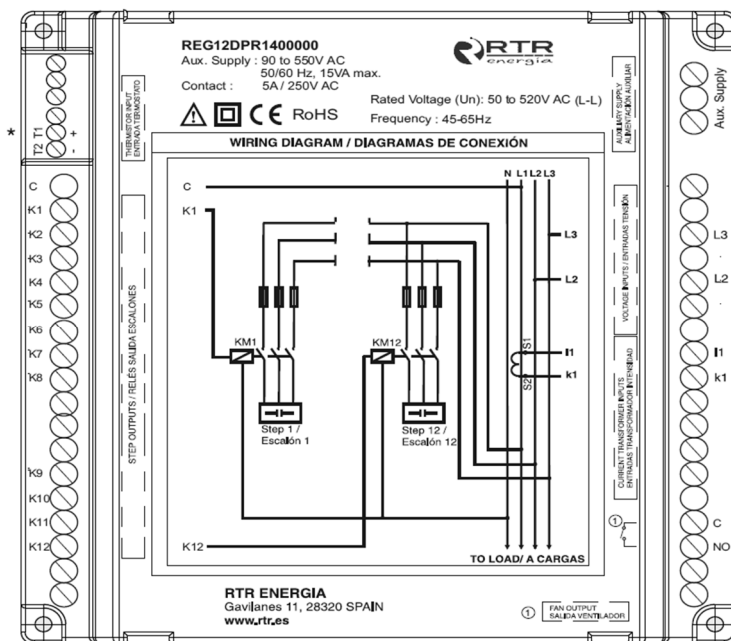 REG12DPR1400000
Aux. Supply : 90 to 550V AC
50/60 Hz, 15VA max.
Contact : 5A / 250V AC
CE RoHS
RTR
energía
Rated Voltage (Un): 50 to 520V AC (L-L)
Frequency : 45-65Hz
WIRING DIAGRAM / DIAGRAMAS DE CONEXIÓN
* T2 T1
- +
THERMISTOR INPUT
ENTRADA TERMOSTATO
C
K1
K2
K3
K4
K5
K6
K7
K8
K9
K10
K11
K12
STEP OUTPUTS / RELÉS SALIDA ESCALONES
N L1 L2 L3
C
K1
L3
L2
KM1
KM12
S1
S2
I1
k1
Step 1 /
Escalón 1
Step 12 /
Escalón 12
K12
TO LOAD/ A CARGAS
AUXILIARY SUPPLY
ALIMENTACIÓN AUXILIAR
VOLTAGE INPUTS / ENTRADAS TENSIÓN
CURRENT TRANSFORMER INPUTS
ENTRADAS TRANSFORMADOR INTENSIDAD
1
Aux. Supply
L3
L2
I1
k1
C
NO
RTR ENERGIA
Gavilanes 11, 28320 SPAIN
www.rtr.es
1 FAN OUTPUT
SALIDA VENTILADOR